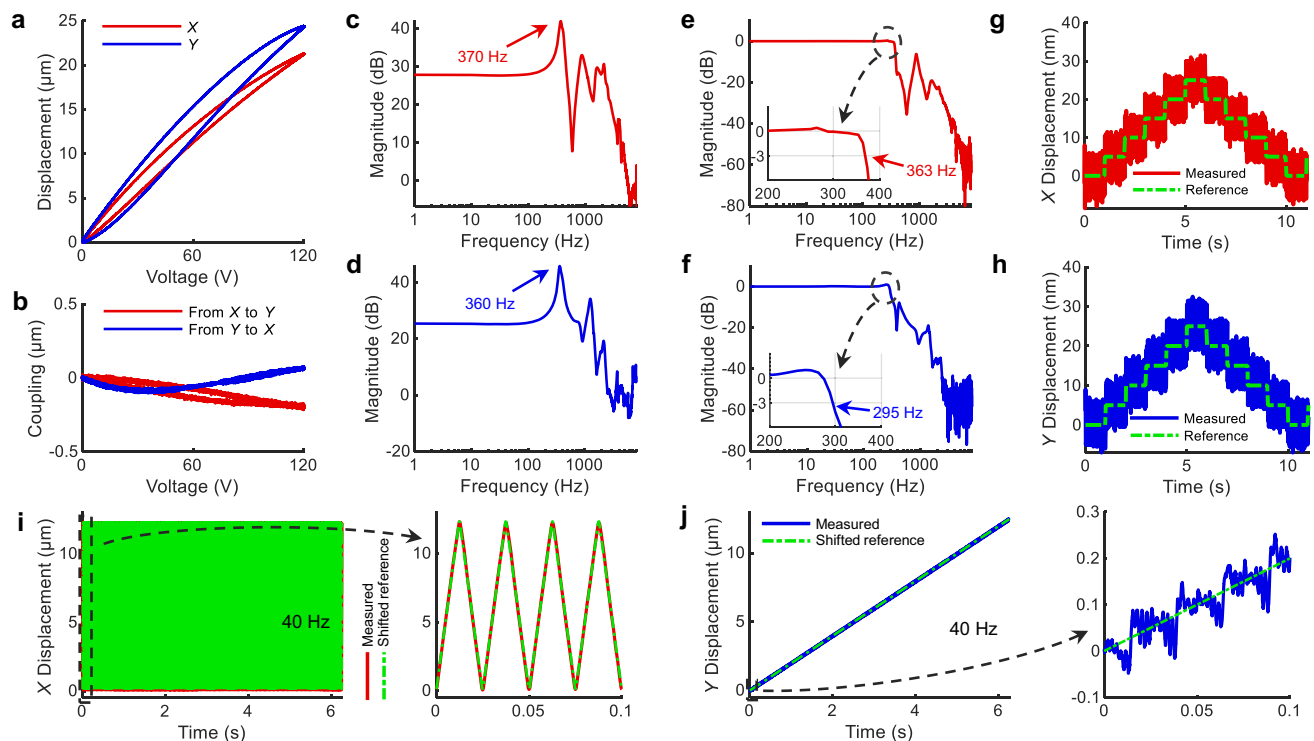 a
Displacement (μm)
25
20
15
10
5
0
X
Y
0
60
120
Voltage (V)
b
Coupling (μm)
0.5
0
-0.5
From X to Y
From Y to X
0
60
120
Voltage (V)
c
Magnitude (dB)
40
30
20
10
0
370 Hz
1
10
100
1000
Frequency (Hz)
d
Magnitude (dB)
40
20
0
-20
360 Hz
1
10
100
1000
Frequency (Hz)
e
Magnitude (dB)
0
-20
-40
-60
-80
0
-3
200
300
400
363 Hz
1
10
100
1000
Frequency (Hz)
f
Magnitude (dB)
0
-20
-40
-60
-80
0
-3
200
300
400
295 Hz
1
10
100
1000
Frequency (Hz)
g
X Displacement (nm)
40
30
20
10
0
Measured
Reference
0
5
10
Time (s)
h
Y Displacement (nm)
40
30
20
10
0
Measured
Reference
0
5
10
Time (s)
i
X Displacement (μm)
10
5
0
40 Hz
0
2
4
6
Time (s)
Measured
Shifted reference
10
5
0
0
0.05
0.1
Time (s)
j
Y Displacement (μm)
10
5
0
Measured
Shifted reference
40 Hz
0
2
4
6
Time (s)
0.3
0.2
0.1
0
-0.1
0
0.05
0.1
Time (s)